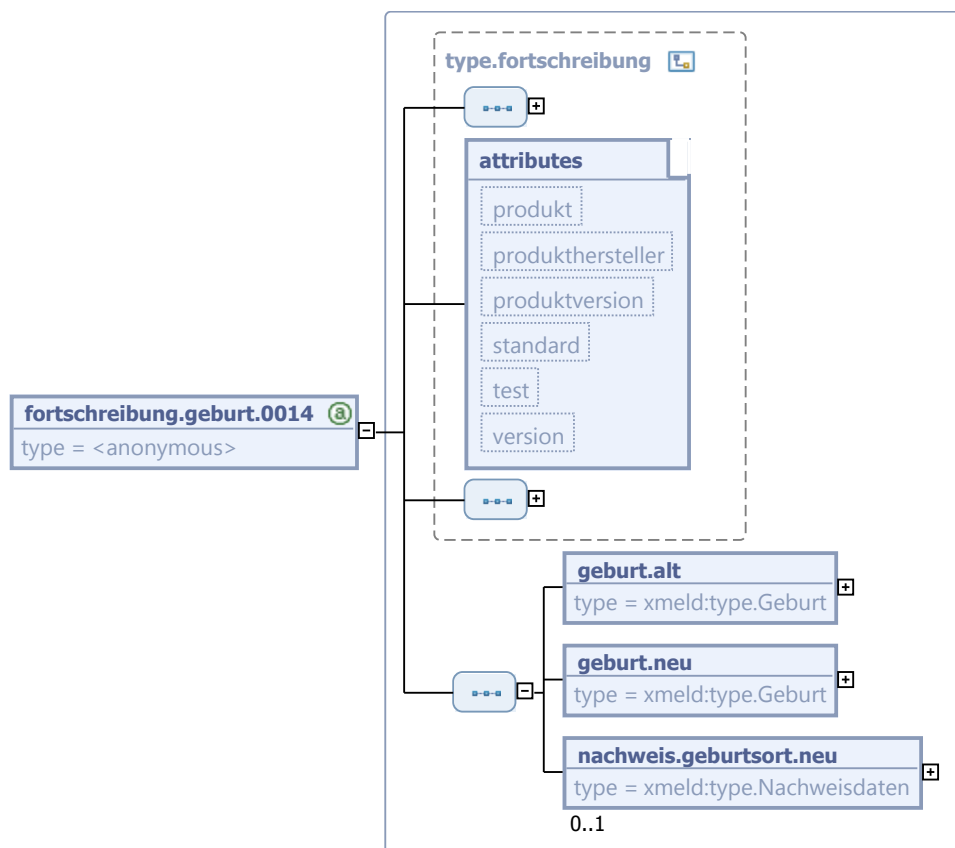 type.fortschreibung
attributes
produkt
produkthersteller
produktversion
standard
test
version
fortschreibung.geburt.0014 a
type = <anonymous>
geburt.alt
type = xmeld:type.Geburt
geburt.neu
type = xmeld:type.Geburt
nachweis.geburtsort.neu
type = xmeld:type.Nachweisdaten
0..1